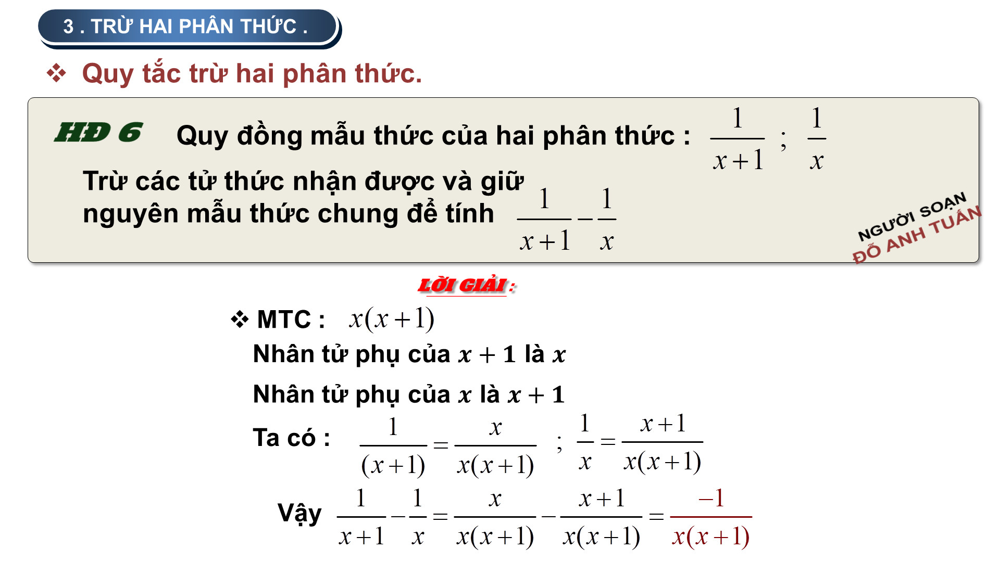 3 . TRỪ HAI PHÂN THỨC .
❖ Quy tắc trừ hai phân thức.
HĐ 6 Quy đồng mẫu thức của hai phân thức : \frac{1}{x+1} ; \frac{1}{x}
Trừ các tử thức nhận được và giữ
nguyên mẫu thức chung để tính \frac{1}{x+1} - \frac{1}{x}
NGƯỜI SOẠN
ĐỖ ANH TUẤN
LỜI GIẢI :
❖ MTC : x(x+1)
Nhân tử phụ của x + 1 là x
Nhân tử phụ của x là x + 1
Ta có : \frac{1}{(x+1)} = \frac{x}{x(x+1)} ; \frac{1}{x} = \frac{x+1}{x(x+1)}
Vậy \frac{1}{x+1} - \frac{1}{x} = \frac{x}{x(x+1)} - \frac{x+1}{x(x+1)} = \frac{-1}{x(x+1)}